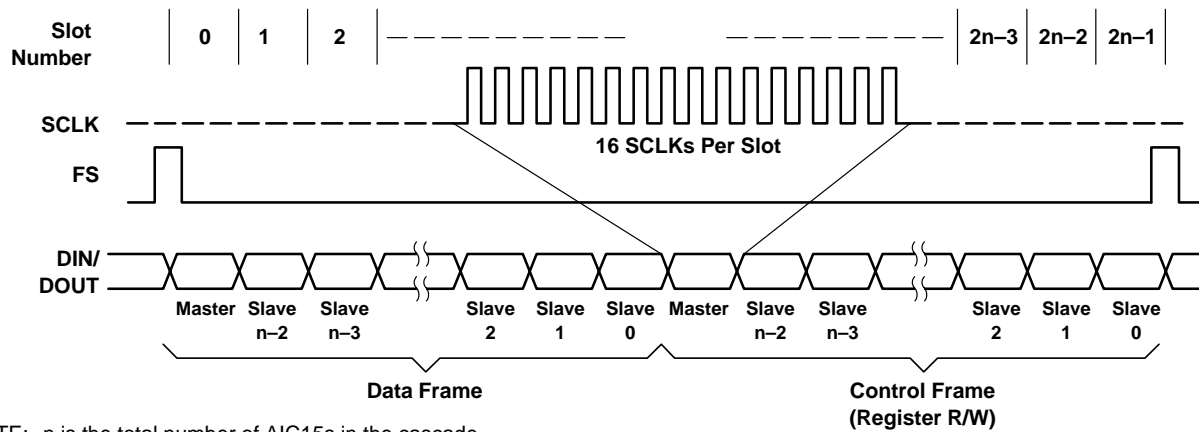 Slot Number 0 1 2 2n–3 2n–2 2n–1
SCLK
16 SCLKs Per Slot
FS
DIN/
DOUT
Master Slave n–2 Slave n–3 Slave 2 Slave 1 Slave 0 Master Slave n–2 Slave n–3 Slave 2 Slave 1 Slave 0
Data Frame
Control Frame
(Register R/W)